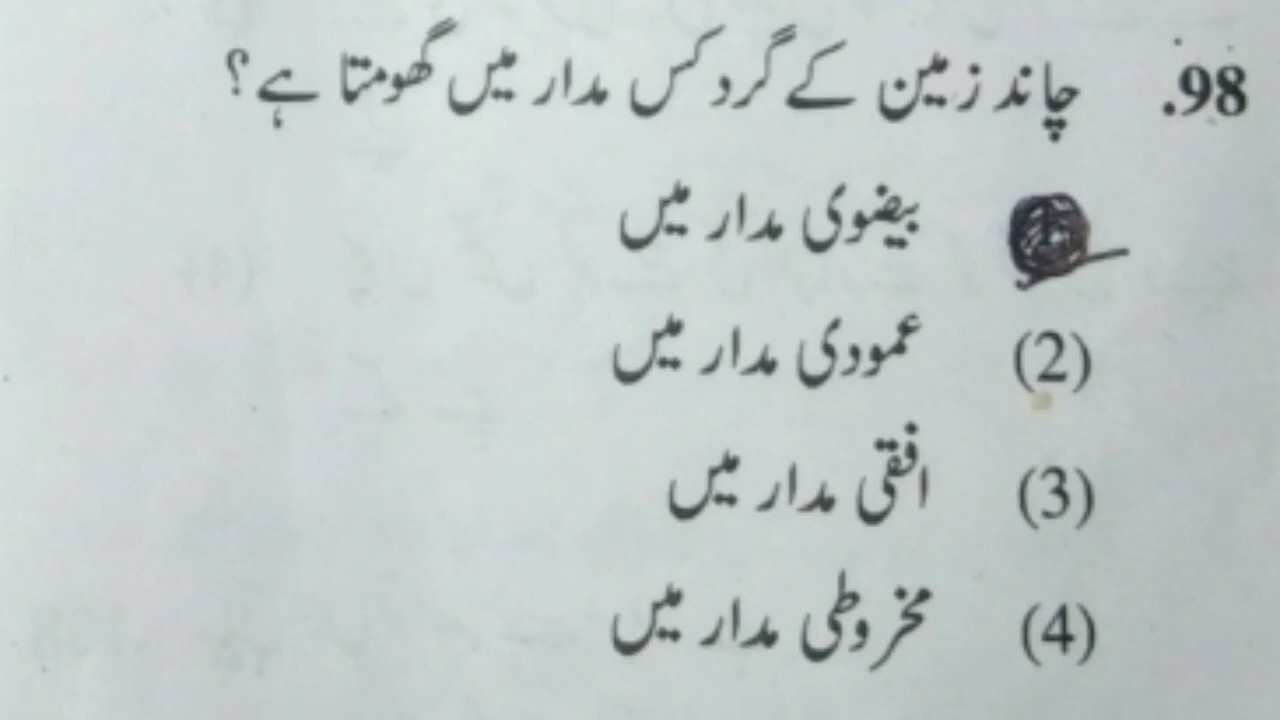 98. چاند زمین کے گرد کس مدار میں گھومتا ہے؟
بیضوی مدار میں
(2) عمودی مدار میں
(3) افقی مدار میں
(4) مخروطی مدار میں